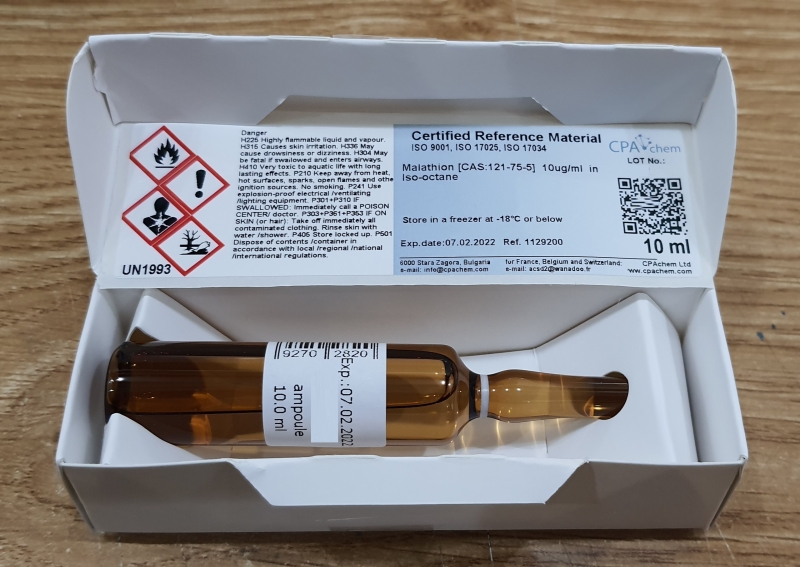 Danger
H225 Highly flammable liquid and vapour.
H315 Causes skin irritation. H336 May
cause drowsiness or dizziness. H304 May
be fatal if swallowed and enters airways.
H410 Very toxic to aquatic life with long
lasting effects. P210 Keep away from heat,
hot surfaces, sparks, open flames and othe
ignition sources. No smoking. P241 Use
explosion-proof electrical /ventilating
/lighting equipment. P301+P310 IF
SWALLOWED: Immediately call a POISON
CENTER/ doctor. P303+P361+P353 IF ON
SKIN (or hair): Take off immediately all
contaminated clothing. Rinse skin with
water /shower. P405 Store locked up. P501
Dispose of contents /container in
accordance with local /regional /national
/international regulations.
UN1993
Certified Reference Material
ISO 9001, ISO 17025, ISO 17034
CPAchem
LOT No.:
Malathion [CAS:121-75-5] 10ug/ml in
Iso-octane
Store in a freezer at -18°C or below
Exp.date:07.02.2022 Ref. 1129200
10 ml
6000 Stara Zagora, Bulgaria
e-mail: info@cpachem.com
for France, Belgium and Switzerland:
e-mail: acsd2@wanadoo.fr
CPAchem Ltd
www.cpachem.com
9270 2820
Exp.:07.02.2022
ampoule
10.0 ml